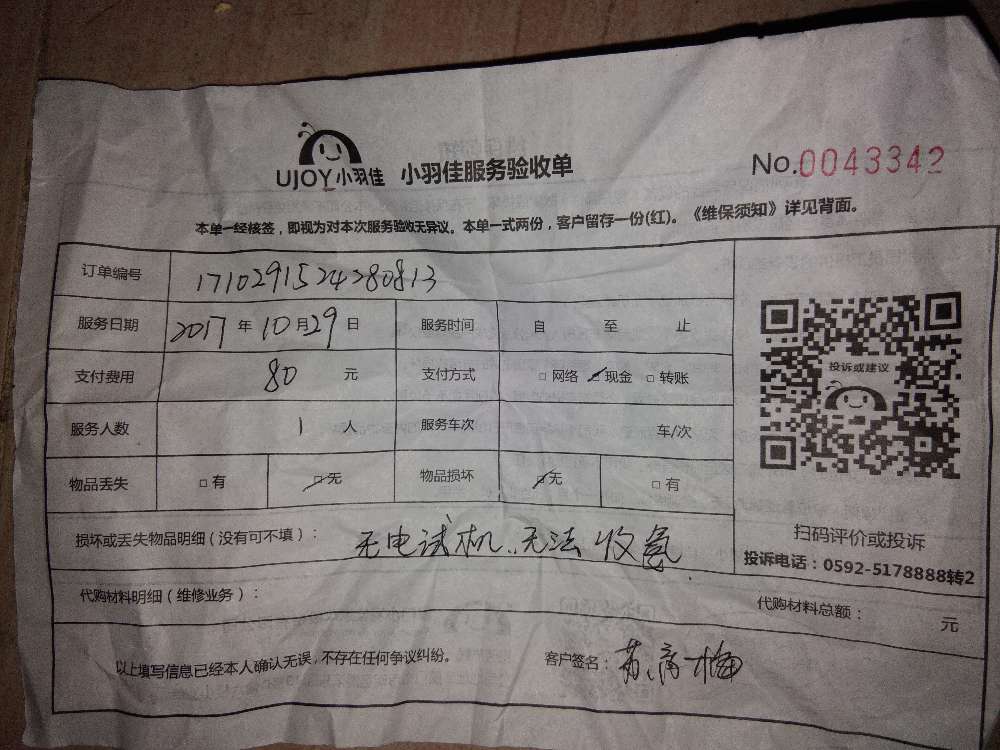 UJOY小羽佳 小羽佳服务验收单 No.0043342
本单一经核签，即视为对本次服务验收无异议。本单一式两份，客户留存一份(红)。《维保须知》详见背面。
订单编号 1710291524280813
服务日期 2017年10月29日 服务时间 自 至 止
支付费用 80 元 支付方式 □网络 □现金 □转账
投诉或建议
服务人数 1 人 服务车次 车/次
物品丢失 □有 □无 物品损坏 □无 □有
损坏或丢失物品明细（没有可不填）： 无电试机..无法收氨
扫码评价或投诉
投诉电话：0592-5178888转2
代购材料明细（维修业务）： 代购材料总额： 元
以上填写信息已经本人确认无误，不存在任何争议纠纷。 客户签名：